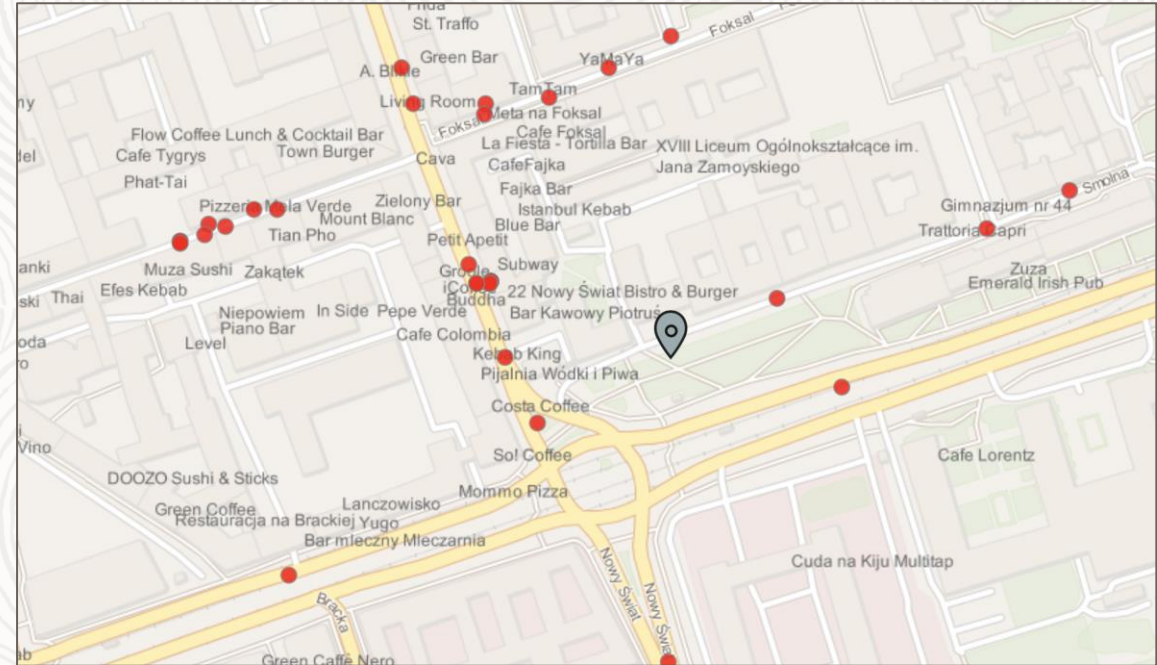 St. Traffo
Foksal
Green Bar
YaMaYa
A. Blikle
TamTam
Living Room
Meta na Foksal
Foksal
Cafe Foksal
Flow Coffee Lunch & Cocktail Bar
La Fiesta - Tortilla Bar
XVIII Liceum Ogólnokształcące im.
Jana Zamoyskiego
Town Burger
Cafe Tygrys
Cava
CafeFajka
Phat-Tai
Fajka Bar
Smolna
Pizzeria Mela Verde
Zielony Bar
Istanbul Kebab
Gimnazjum nr 44
Mount Blanc
Blue Bar
Trattoria Capri
Tian Pho
Petit Apetit
Muza Sushi
Zakątek
Subway
Zuza
Emerald Irish Pub
Efes Kebab
Thai
Buddha
22 Nowy Świat Bistro & Burger
Niepowiem
In Side
Pepe Verde
Bar Kawowy Piotruś
Piano Bar
Level
Cafe Colombia
Kebab King
Pijalnia Wódki i Piwa
Costa Coffee
Vino
So! Coffee
Cafe Lorentz
DOOZO Sushi & Sticks
Mommo Pizza
Green Coffee
Lanczowisko
Restauracja na Brackiej
Yugo
Bar mleczny Mleczarnia
Cuda na Kiju Multitap
Nowy Świat
Nowy Świa
Bracka
Green Caffè Nero